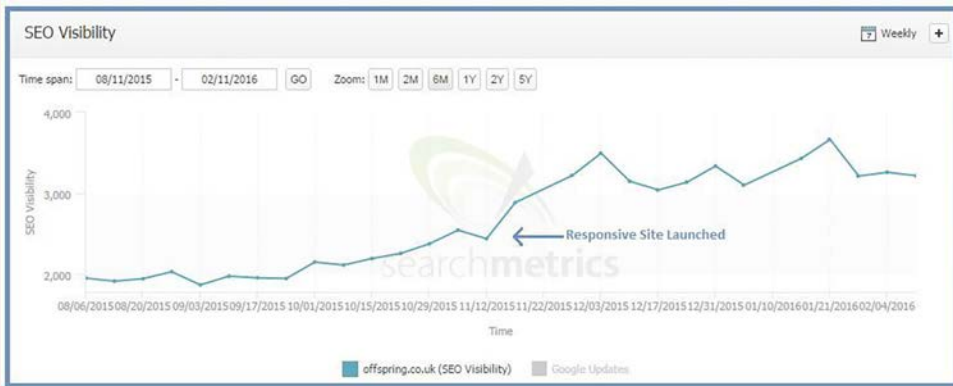 SEO Visibility
7 Weekly +
Time span: 08/11/2015 - 02/11/2016 GO Zoom: 1M 2M 6M 1Y 2Y 5Y
4,000
3,000
2,000
SEO Visibility
Responsive Site Launched
searchmetrics
08/06/2015 08/20/2015 09/03/2015 09/17/2015 10/01/2015 10/15/2015 10/29/2015 11/12/2015 11/22/2015 12/03/2015 12/17/2015 12/31/2015 01/10/2016 01/21/2016 02/04/2016
Time
offspring.co.uk (SEO Visibility) Google Updates